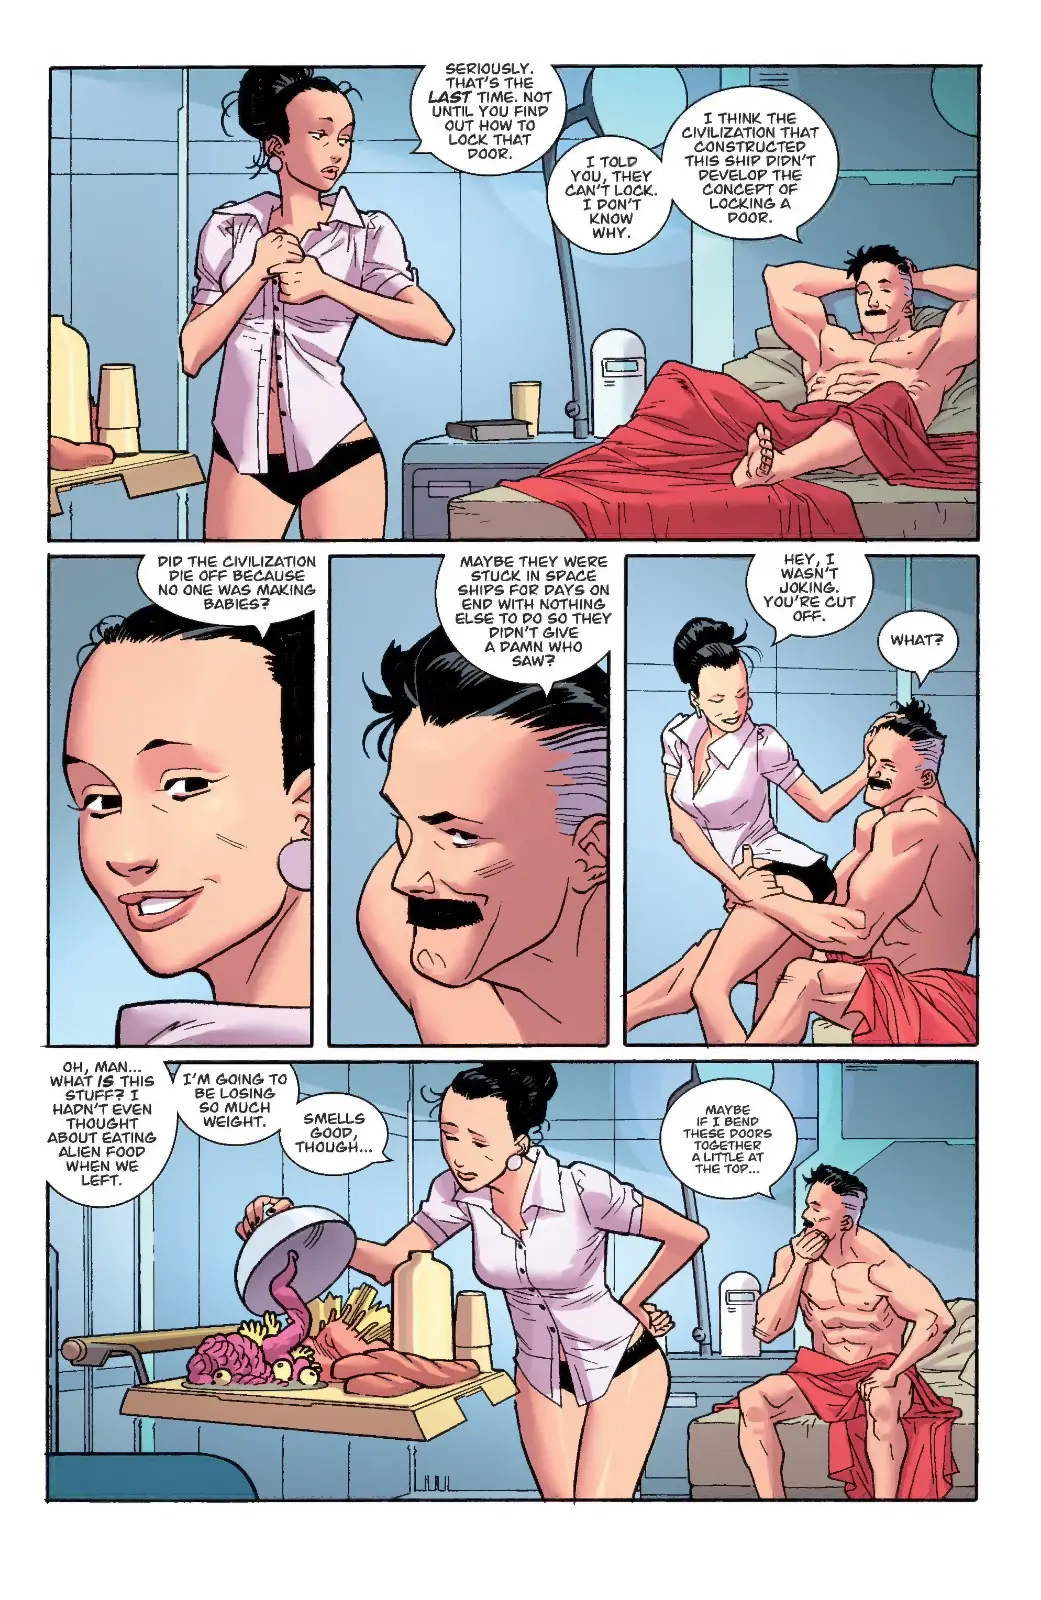 SERIOUSLY.
THAT'S THE
LAST TIME. NOT
UNTIL YOU FIND
OUT HOW TO
LOCK THAT
DOOR.
I TOLD
YOU, THEY
CAN'T LOCK.
I DON'T
KNOW
WHY.
I THINK THE
CIVILIZATION THAT
CONSTRUCTED
THIS SHIP DIDN'T
DEVELOP THE
CONCEPT OF
LOCKING A
DOOR.
DID THE CIVILIZATION
DIE OFF BECAUSE
NO ONE WAS MAKING
BABIES?
MAYBE THEY WERE
STUCK IN SPACE
SHIPS FOR DAYS ON
END WITH NOTHING
ELSE TO DO SO THEY
DIDN'T GIVE
A DAMN WHO
SAW?
HEY, I
WASN'T
JOKING.
YOU'RE CUT
OFF.
WHAT?
OH, MAN...
WHAT IS THIS
STUFF? I
HADN'T EVEN
THOUGHT
ABOUT EATING
ALIEN FOOD
WHEN WE
LEFT.
I'M GOING TO
BE LOSING
SO MUCH
WEIGHT.
SMELLS
GOOD,
THOUGH...
MAYBE
IF I BEND
THESE DOORS
TOGETHER
A LITTLE AT
THE TOP...